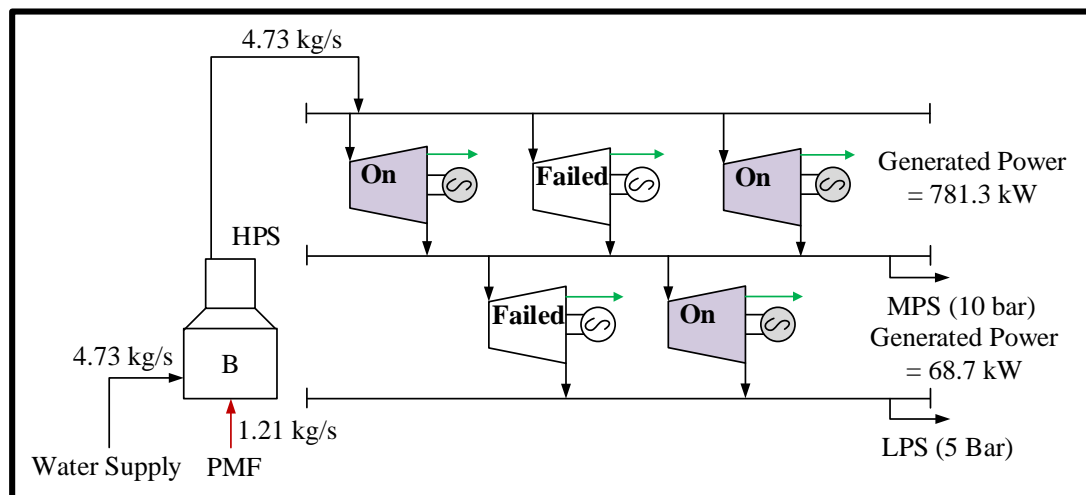 4.73 kg/s
On
Failed
On
Generated Power
= 781.3 kW
HPS
MPS (10 bar)
Failed
On
Generated Power
= 68.7 kW
4.73 kg/s
B
1.21 kg/s
LPS (5 Bar)
Water Supply
PMF